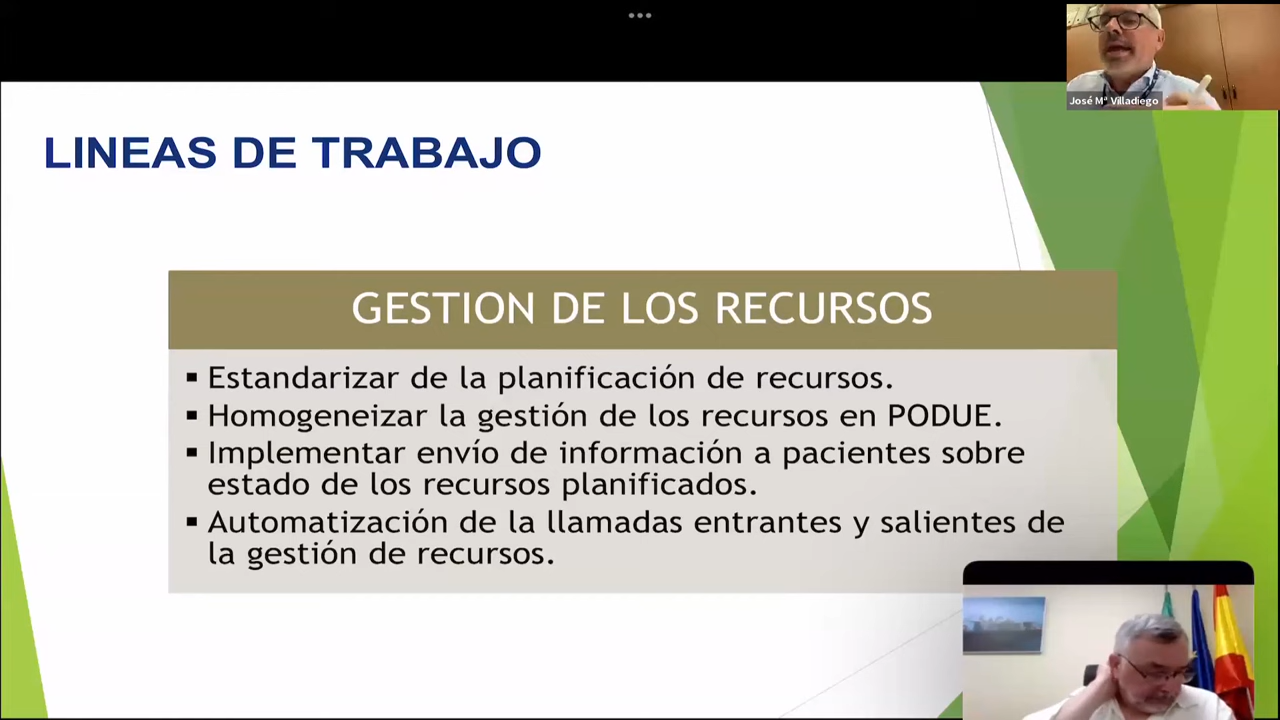 José Mª Villadiego
LINEAS DE TRABAJO
GESTION DE LOS RECURSOS
▪ Estandarizar de la planificación de recursos.
▪ Homogeneizar la gestión de los recursos en PODUE.
▪ Implementar envío de información a pacientes sobre
estado de los recursos planificados.
▪ Automatización de la llamadas entrantes y salientes de
la gestión de recursos.